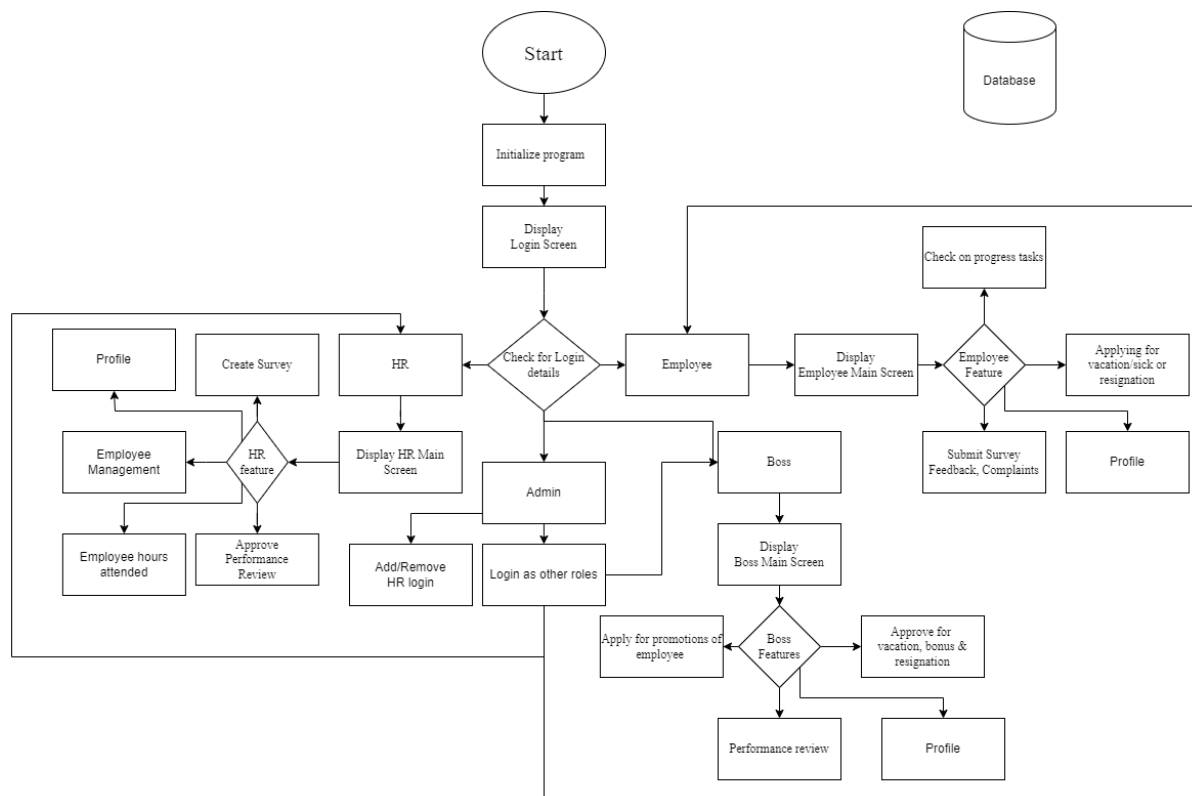 Start
Database
Initialize program
Display
Login Screen
Check on progress tasks
Profile
Create Survey
HR
Check for Login
details
Employee
Display
Employee Main Screen
Employee
Feature
Applying for
vacation/sick or
resignation
Employee
Management
HR
feature
Display HR Main
Screen
Boss
Submit Survey
Feedback, Complaints
Profile
Admin
Employee hours
attended
Approve
Performance
Review
Add/Remove
HR login
Login as other roles
Display
Boss Main Screen
Apply for promotions of
employee
Boss
Features
Approve for
vacation, bonus &
resignation
Performance review
Profile